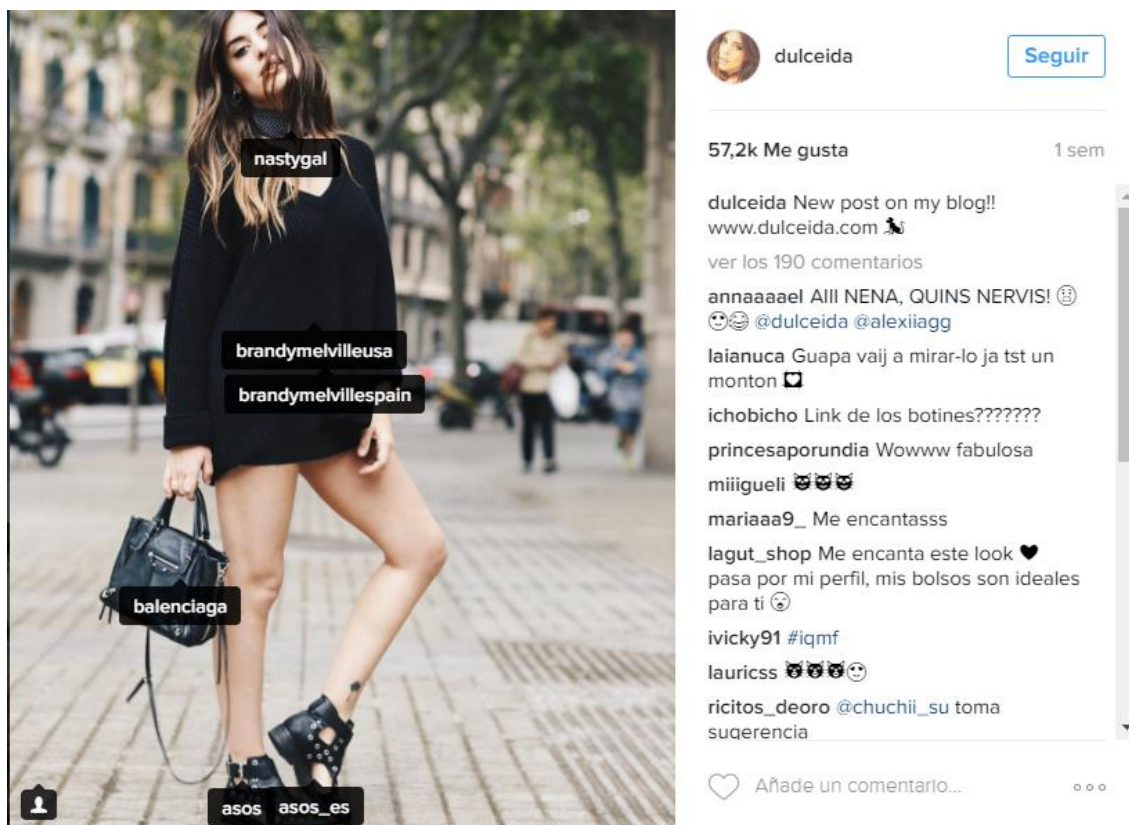 nastygal
brandymelvilleusa
brandymelvillespain
balenciaga
asos
asos_es
dulceida
Seguir
57,2k Me gusta
1 sem
dulceida New post on my blog!!
www.dulceida.com
ver los 190 comentarios
annaaaael AIII NENA, QUINS NERVIS!
@dulceida @alexiiagg
laianuca Guapa vaij a mirar-lo ja tst un
monton
ichobicho Link de los botines???????
princesaporundia Wowww fabulosa
miiigueli
mariaaa9_ Me encantasss
lagut_shop Me encanta este look
pasa por mi perfil, mis bolsos son ideales
para ti
ivicky91 #iqmf
lauricss
ricitos_deoro @chuchii_su toma
sugerencia
Añade un comentario...